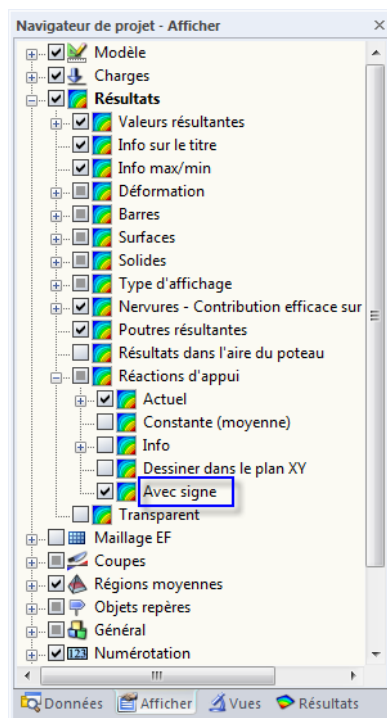 Navigateur de projet - Afficher
Modèle
Charges
Résultats
Valeurs résultantes
Info sur le titre
Info max/min
Déformation
Barres
Surfaces
Solides
Type d'affichage
Nervures - Contribution efficace sur
Poutres résultantes
Résultats dans l'aire du poteau
Réactions d'appui
Actuel
Constante (moyenne)
Info
Dessiner dans le plan XY
Avec signe
Transparent
Maillage EF
Coupes
Régions moyennes
Objets repères
Général
123 Numérotation
Données Afficher Vues Résultats